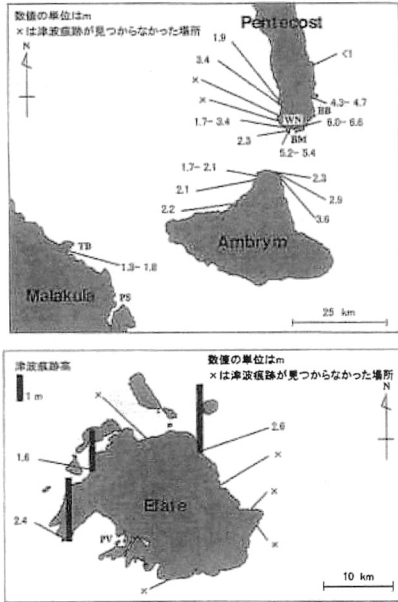 数値の単位はm
×は津波痕跡が見つからなかった場所
N
Pentecost
1.9
<1
3.4
×
×
4.3- 4.7
BB
WN
1.7- 3.4
6.0- 6.6
2.3
BM
5.2- 5.4
1.7- 2.1
2.3
2.1
2.9
2.2
3.6
Ambrym
TB
1.3- 1.8
Malakula
PS
25 km
津波痕跡高
1 m
数値の単位はm
×は津波痕跡が見つからなかった場所
N
×
2.6
1.6
×
Efate
×
2.4
PV
×
×
10 km